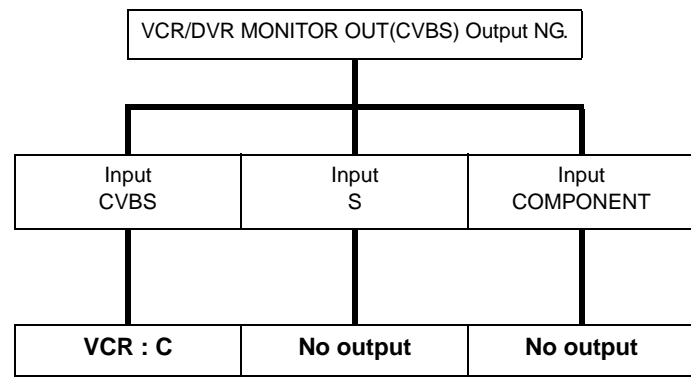 VCR/DVR MONITOR OUT(CVBS) Output NG.
Input
CVBS
Input
S
Input
COMPONENT
VCR : C
No output
No output